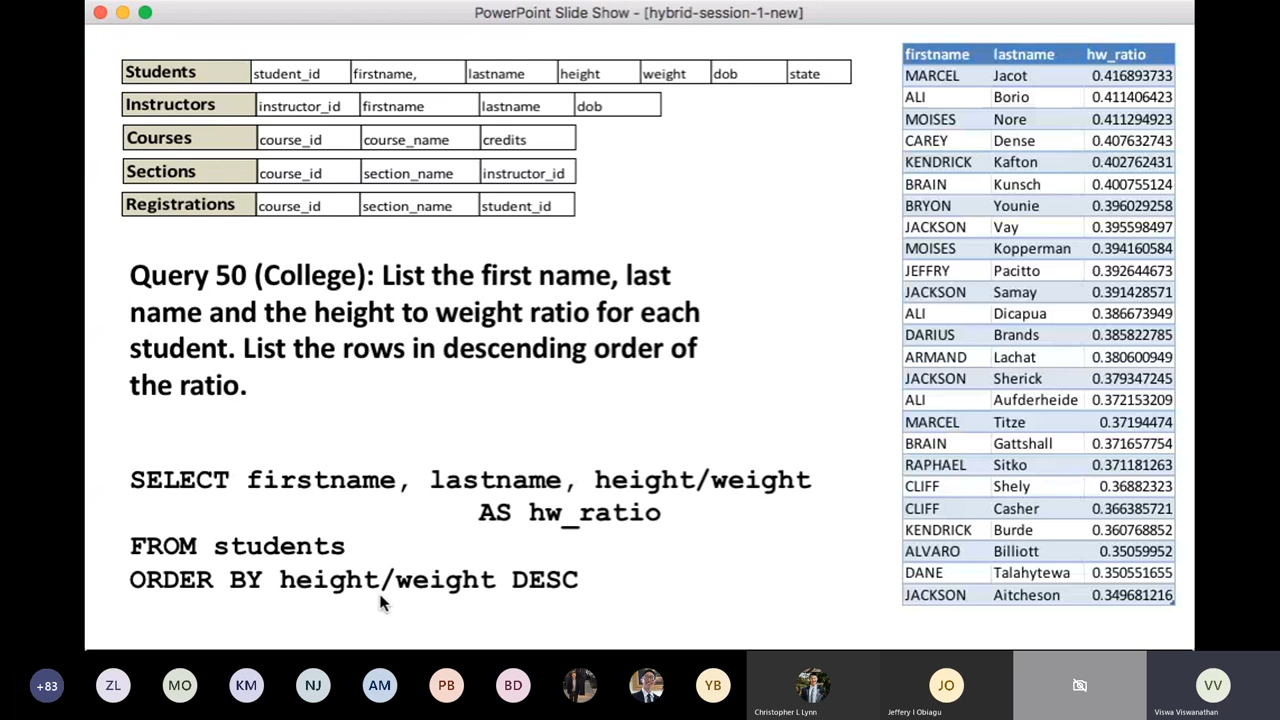 PowerPoint Slide Show - [hybrid-session-1-new]
Students student_id firstname, lastname height weight dob state
Instructors instructor_id firstname lastname dob
Courses course_id course_name credits
Sections course_id section_name instructor_id
Registrations course_id section_name student_id
Query 50 (College): List the first name, last
name and the height to weight ratio for each
student. List the rows in descending order of
the ratio.
SELECT firstname, lastname, height/weight
AS hw_ratio
FROM students
ORDER BY height/weight DESC
firstname lastname hw_ratio
MARCEL Jacot 0.416893733
ALI Borio 0.411406423
MOISES Nore 0.411294923
CAREY Dense 0.407632743
KENDRICK Kafton 0.402762431
BRAIN Kunsch 0.400755124
BRYON Younie 0.396029258
JACKSON Vay 0.395598497
MOISES Kopperman 0.394160584
JEFFRY Pacitto 0.392644673
JACKSON Samay 0.391428571
ALI Dicapua 0.386673949
DARIUS Brands 0.385822785
ARMAND Lachat 0.380600949
JACKSON Sherick 0.379347245
ALI Aufderheide 0.372153209
MARCEL Titze 0.37194474
BRAIN Gattshall 0.371657754
RAPHAEL Sitko 0.371181263
CLIFF Shely 0.36882323
CLIFF Casher 0.366385721
KENDRICK Burde 0.360768852
ALVARO Billiott 0.35059952
DANE Talahytewa 0.350551655
JACKSON Aitcheson 0.349681216
+83 ZL MO KM NJ AM PB BD YB JO VV
Christopher L Lynn Jeffery I Obiagu Viswa Viswanathan